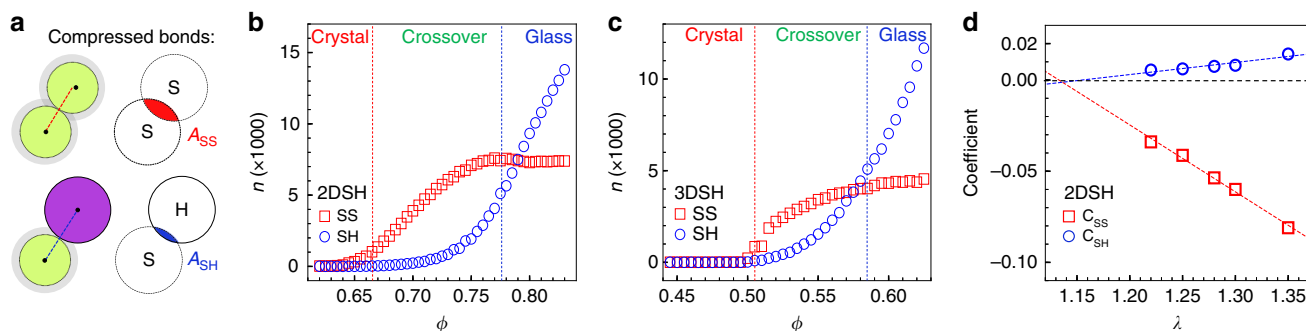 a
Compressed bonds:
S
S
A_SS
H
S
A_SH
b
Crystal Crossover Glass
15
10
5
0
n (×1000)
2DSH
SS
SH
0.65 0.70 0.75 0.80
ϕ
c
Crystal Crossover Glass
10
5
0
n (×1000)
3DSH
SS
SH
0.45 0.50 0.55 0.60
ϕ
d
0.02
0.00
−0.05
−0.10
Coefficient
2DSH
C_SS
C_SH
1.15 1.20 1.25 1.30 1.35
λ